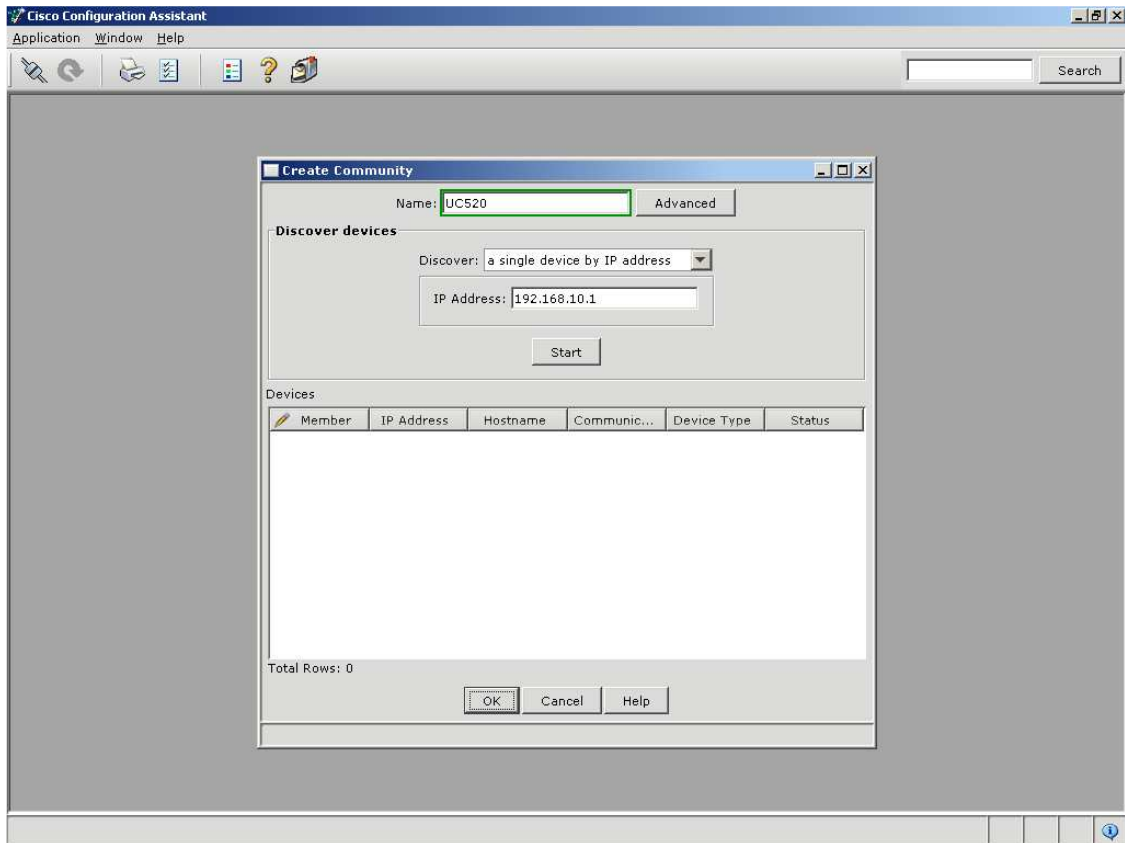 Cisco Configuration Assistant
Application Window Help
Search
Create Community
Name: UC520 Advanced
Discover devices
Discover: a single device by IP address
IP Address: 192.168.10.1
Start
Devices
Member IP Address Hostname Communic... Device Type Status
Total Rows: 0
OK Cancel Help